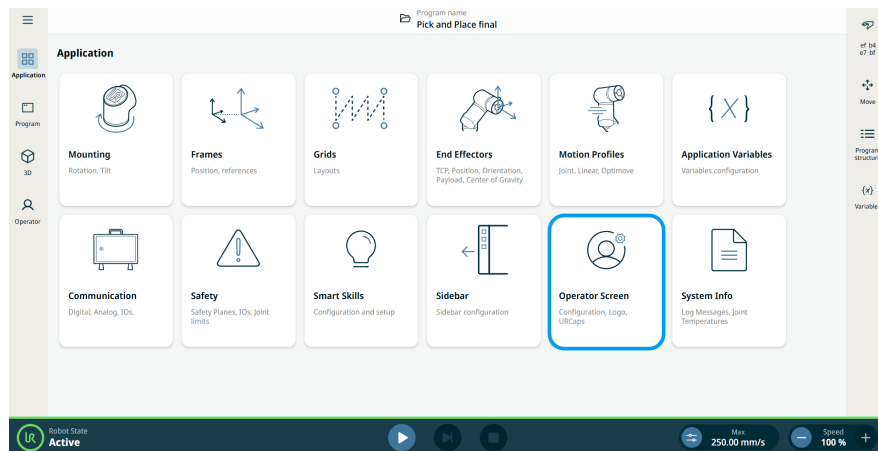 Program name
Pick and Place final
Application
Application
Program
3D
Operator
Mounting
Rotation, Tilt
Frames
Position, references
Grids
Layouts
End Effectors
TCP, Position, Orientation,
Payload, Center of Gravity
Motion Profiles
Joint, Linear, Optimove
{X}
Application Variables
Variables configuration
Communication
Digital, Analog, IOs.
Safety
Safety Planes, IOs, Joint
limits
Smart Skills
Configuration and setup
Sidebar
Sidebar configuration
Operator Screen
Configuration, Logo,
URCaps
System Info
Log Messages, Joint
Temperatures
ef b4
e7 bf
Move
Program
structure
{x}
Variable
UR
Robot State
Active
Max
250.00 mm/s
Speed
100 %